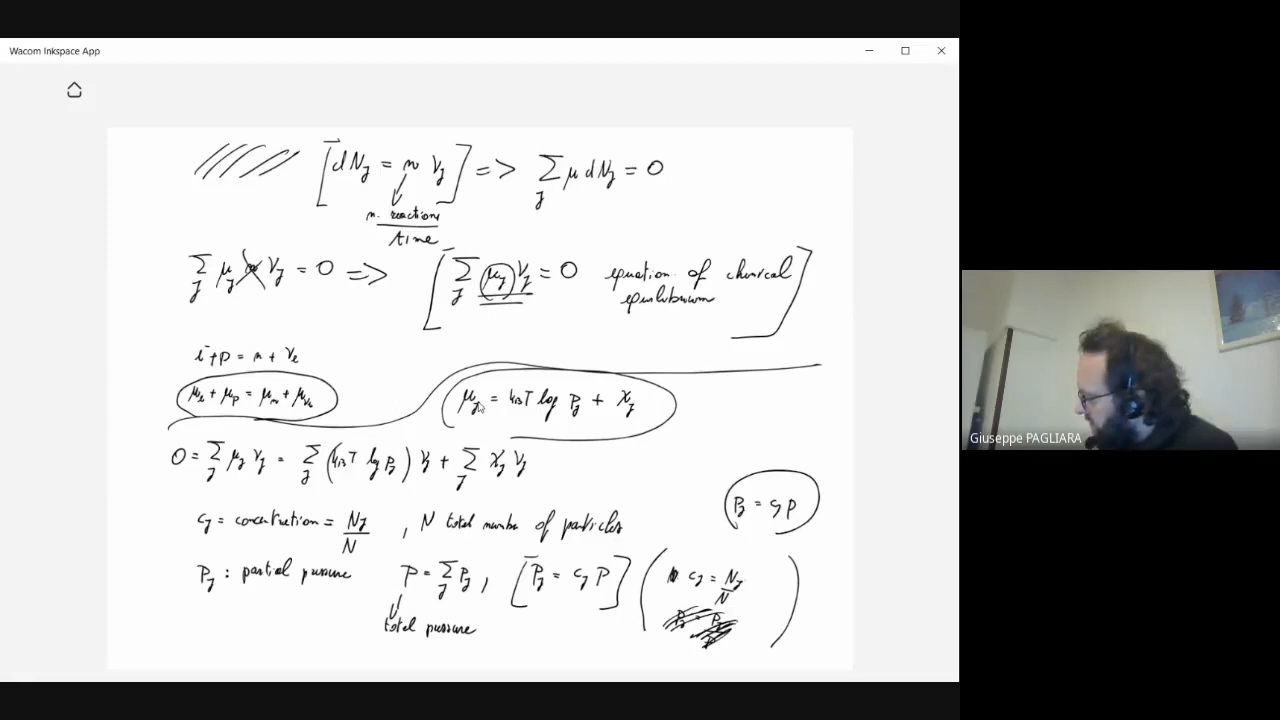 Wacom Inkspace App
[dN_j = n ν_j] => Σ_j μ dN_j = 0
n. reactions
time
Σ_j μ_j n ν_j = 0 => [Σ_j μ_j ν_j = 0 equation of chemical
equilibrium]
e⁻+p = n + ν_e
μ_e + μ_p = μ_n + μ_ν_e
μ_j = k_B T log P_j + χ_j
0 = Σ_j μ_j ν_j = Σ_j (k_B T log P_j) ν_j + Σ_j χ_j ν_j
P_j = c_j P
c_j = concentration = N_j/N , N total number of particles
P_j : partial pressure P = Σ_j P_j , [P_j = c_j P] ( c_j = N_j/N )
total pressure
Giuseppe PAGLIARA